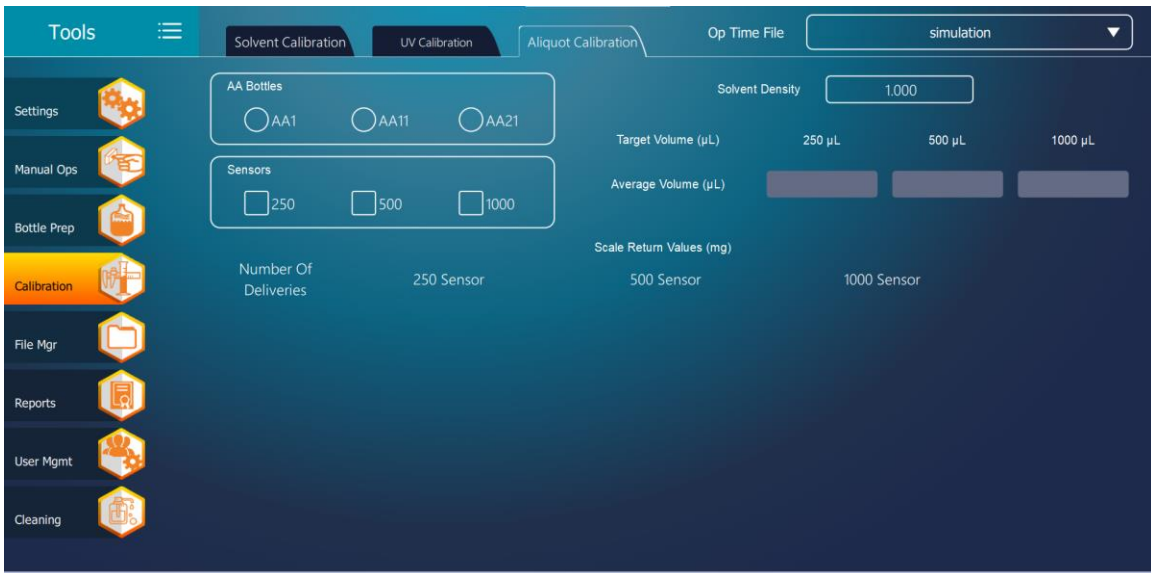 Tools
Solvent Calibration
UV Calibration
Aliquot Calibration
Op Time File
simulation
Settings
Manual Ops
Bottle Prep
Calibration
File Mgr
Reports
User Mgmt
Cleaning
AA Bottles
AA1
AA11
AA21
Sensors
250
500
1000
Solvent Density
1.000
Target Volume (µL)
250 µL
500 µL
1000 µL
Average Volume (µL)
Scale Return Values (mg)
Number Of
Deliveries
250 Sensor
500 Sensor
1000 Sensor